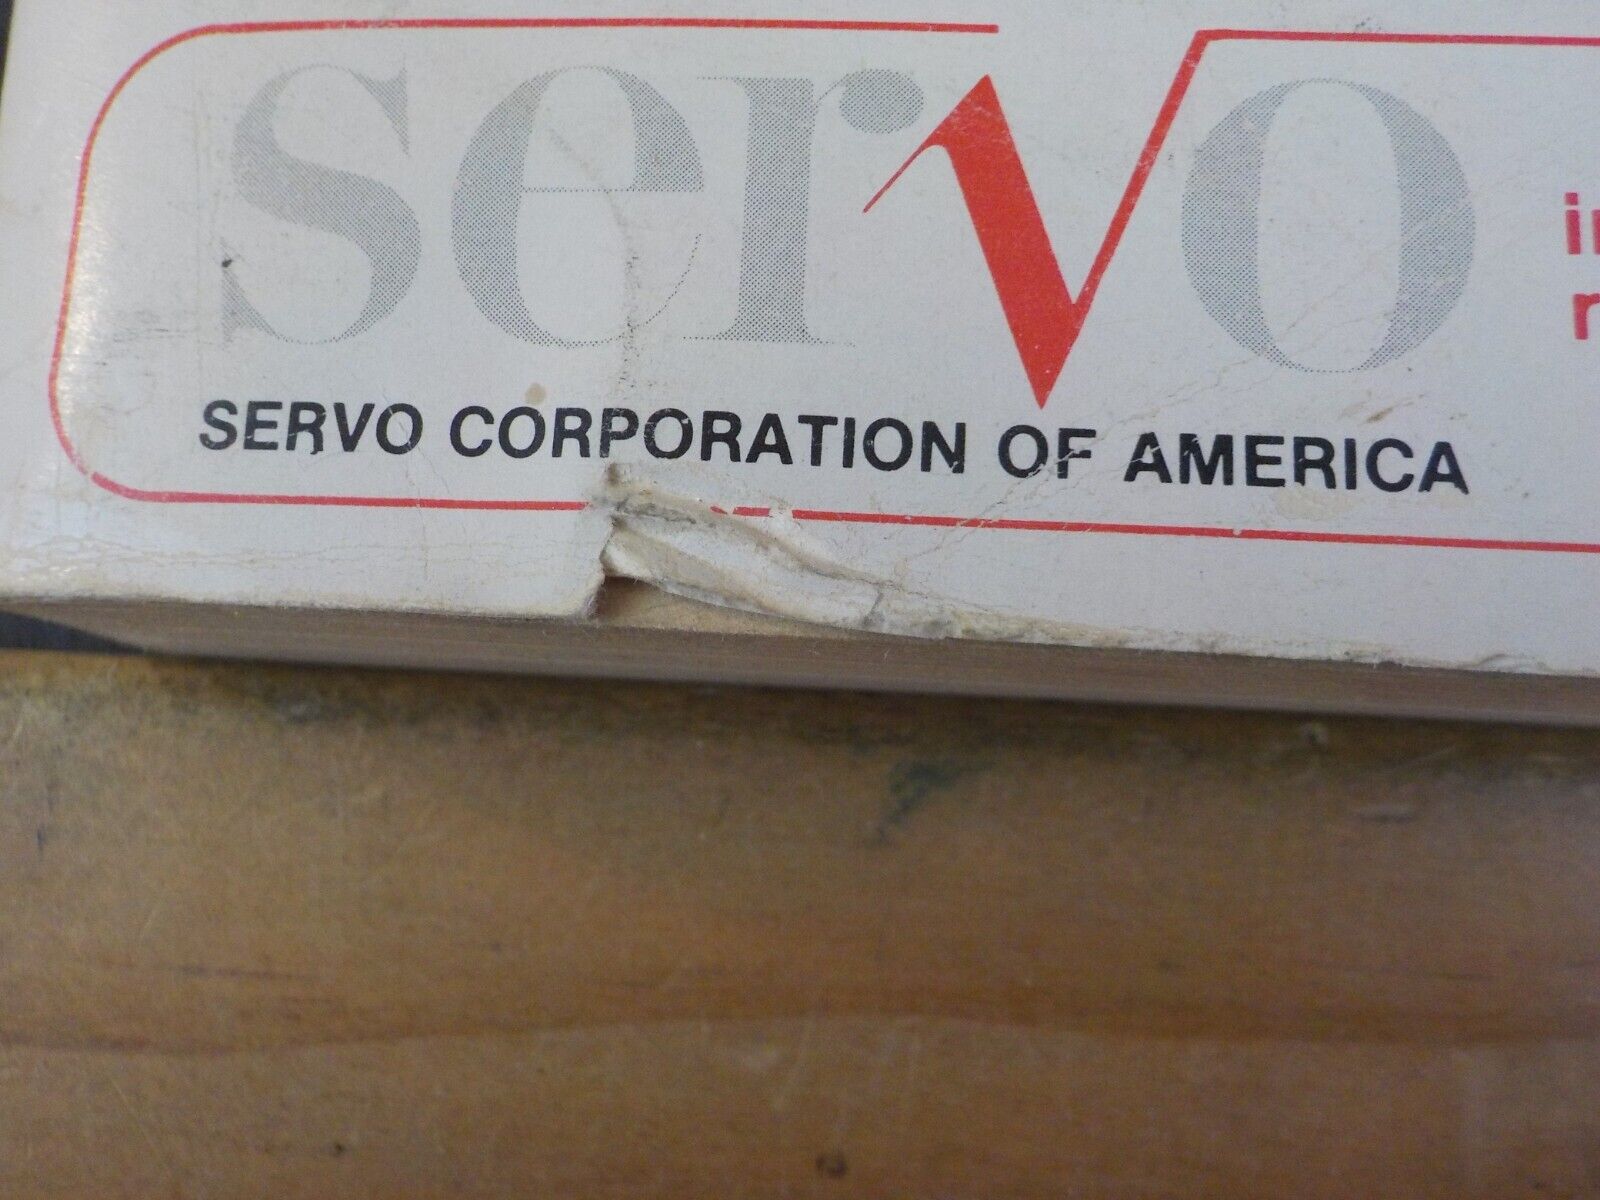 servo
SERVO CORPORATION OF AMERICA